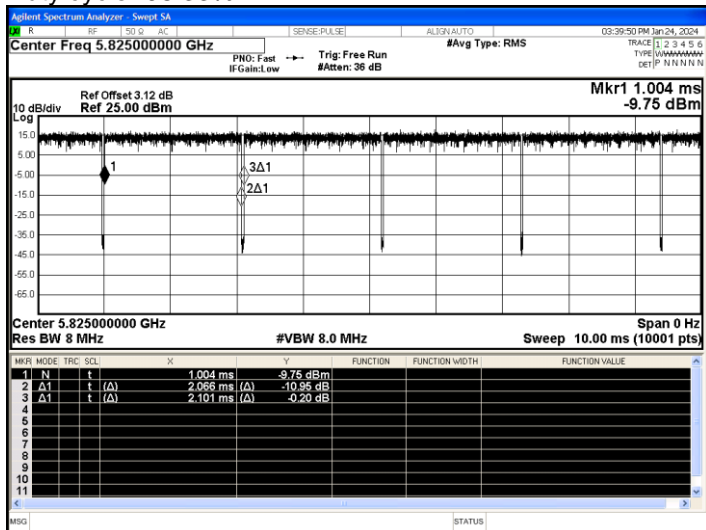 Agilent Spectrum Analyzer - Swept SA
LXI R RF 50 Ω AC SENSE:PULSE ALIGNAUTO 03:39:50 PM Jan 24, 2024
Center Freq 5.825000000 GHz #Avg Type: RMS TRACE 1 2 3 4 5 6
PNO: Fast Trig: Free Run TYPE
IFGain:Low #Atten: 36 dB DET P N N N N N
Mkr1 1.004 ms
Ref Offset 3.12 dB
10 dB/div Ref 25.00 dBm -9.75 dBm
Log
15.0
5.00
1 3Δ1
-5.00
2Δ1
-15.0
-25.0
-35.0
-45.0
-55.0
-65.0
Center 5.825000000 GHz Span 0 Hz
Res BW 8 MHz #VBW 8.0 MHz Sweep 10.00 ms (10001 pts)
MKR MODE TRC SCL X Y FUNCTION FUNCTION WIDTH FUNCTION VALUE
1 N t 1.004 ms -9.75 dBm
2 Δ1 t (Δ) 2.066 ms (Δ) -10.95 dB
3 Δ1 t (Δ) 2.101 ms (Δ) -0.20 dB
4
5
6
7
8
9
10
11
MSG STATUS